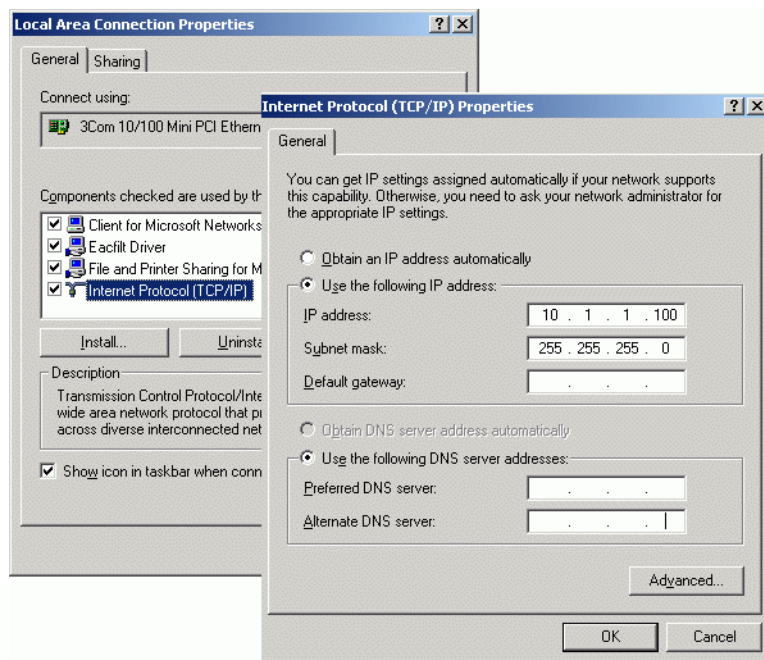 Local Area Connection Properties
General Sharing
Connect using:
3Com 10/100 Mini PCI Ethern
Components checked are used by th
Client for Microsoft Networks
Eacfilt Driver
File and Printer Sharing for M
Internet Protocol (TCP/IP)
Install... Uninsta
Description
Transmission Control Protocol/Inte
wide area network protocol that pr
across diverse interconnected net
Show icon in taskbar when conn
Internet Protocol (TCP/IP) Properties
General
You can get IP settings assigned automatically if your network supports
this capability. Otherwise, you need to ask your network administrator for
the appropriate IP settings.
Obtain an IP address automatically
Use the following IP address:
IP address: 10 . 1 . 1 . 100
Subnet mask: 255 . 255 . 255 . 0
Default gateway: . . .
Obtain DNS server address automatically
Use the following DNS server addresses:
Preferred DNS server: . . .
Alternate DNS server: . . .
Advanced...
OK Cancel